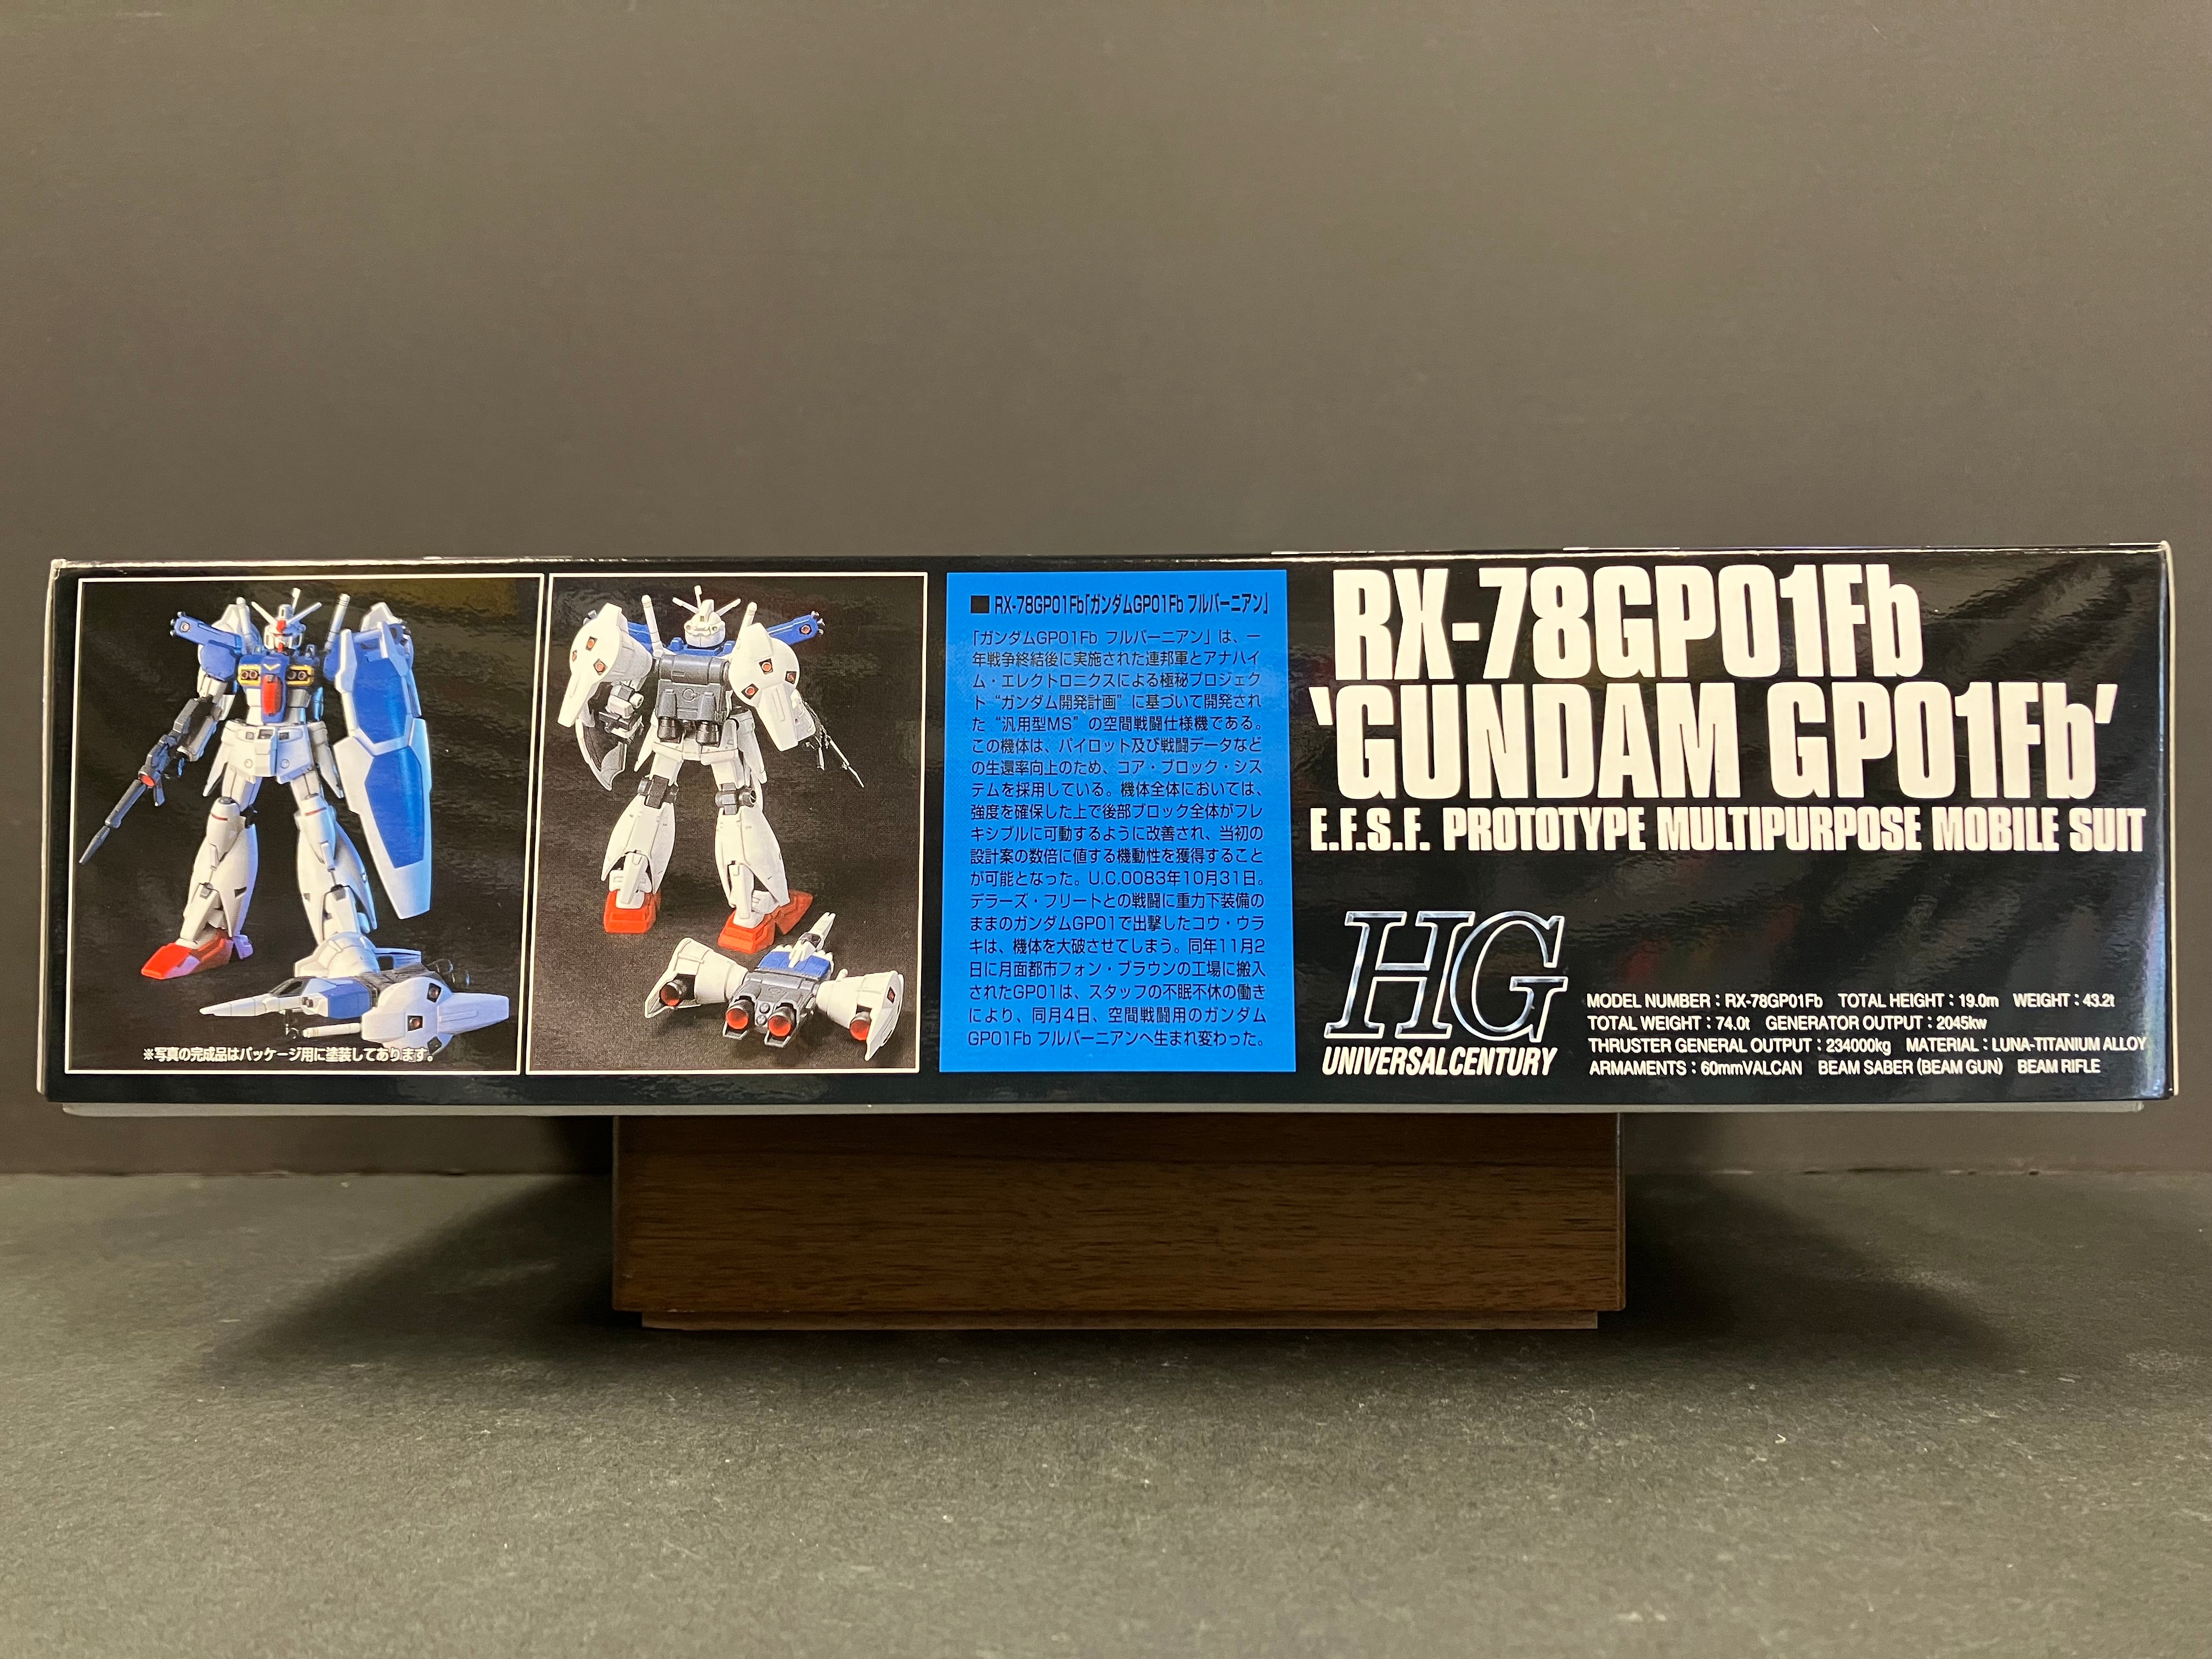 ※写真の完成品はパッケージ用に塗装してあります。
■ RX-78GP01Fb「ガンダムGP01Fb フルバーニアン」
「ガンダムGP01Fb フルバーニアン」は、一
年戦争終結後に実施された連邦軍とアナハイ
ム・エレクトロニクスによる極秘プロジェク
ト“ガンダム開発計画”に基づいて開発され
た“汎用型MS”の空間戦闘仕様機である。
この機体は、パイロット及び戦闘データなど
の生還率向上のため、コア・ブロック・シス
テムを採用している。機体全体においては、
強度を確保した上で後部ブロック全体がフレ
キシブルに可動するように改善され、当初の
設計案の数倍に値する機動性を獲得すること
が可能となった。U.C.0083年10月31日。
デラーズ・フリートとの戦闘に重力下装備の
ままのガンダムGP01で出撃したコウ・ウラ
キは、機体を大破させてしまう。同年11月2
日に月面都市フォン・ブラウンの工場に搬入
されたGP01は、スタッフの不眠不休の働き
により、同月4日、空間戦闘用のガンダム
GP01Fb フルバーニアンへ生まれ変わった。
RX-78GP01Fb
'GUNDAM GP01Fb'
E.F.S.F. PROTOTYPE MULTIPURPOSE MOBILE SUIT
HG
UNIVERSALCENTURY
MODEL NUMBER : RX-78GP01Fb TOTAL HEIGHT : 19.0m WEIGHT : 43.2t
TOTAL WEIGHT : 74.0t GENERATOR OUTPUT : 2045kw
THRUSTER GENERAL OUTPUT : 234000kg MATERIAL : LUNA-TITANIUM ALLOY
ARMAMENTS : 60mmVALCAN BEAM SABER (BEAM GUN) BEAM RIFLE